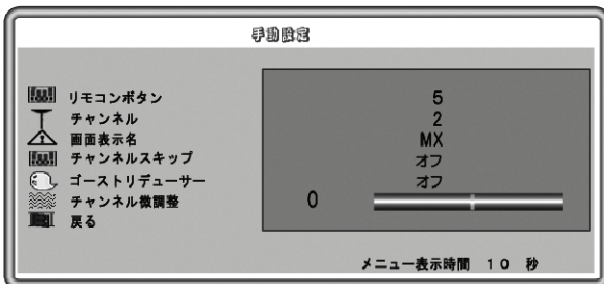 手動設定
リモコンボタン 5
チャンネル 2
画面表示名 MX
チャンネルスキップ オフ
ゴーストリデューサー オフ
チャンネル微調整 0
戻る
メニュー表示時間 10 秒